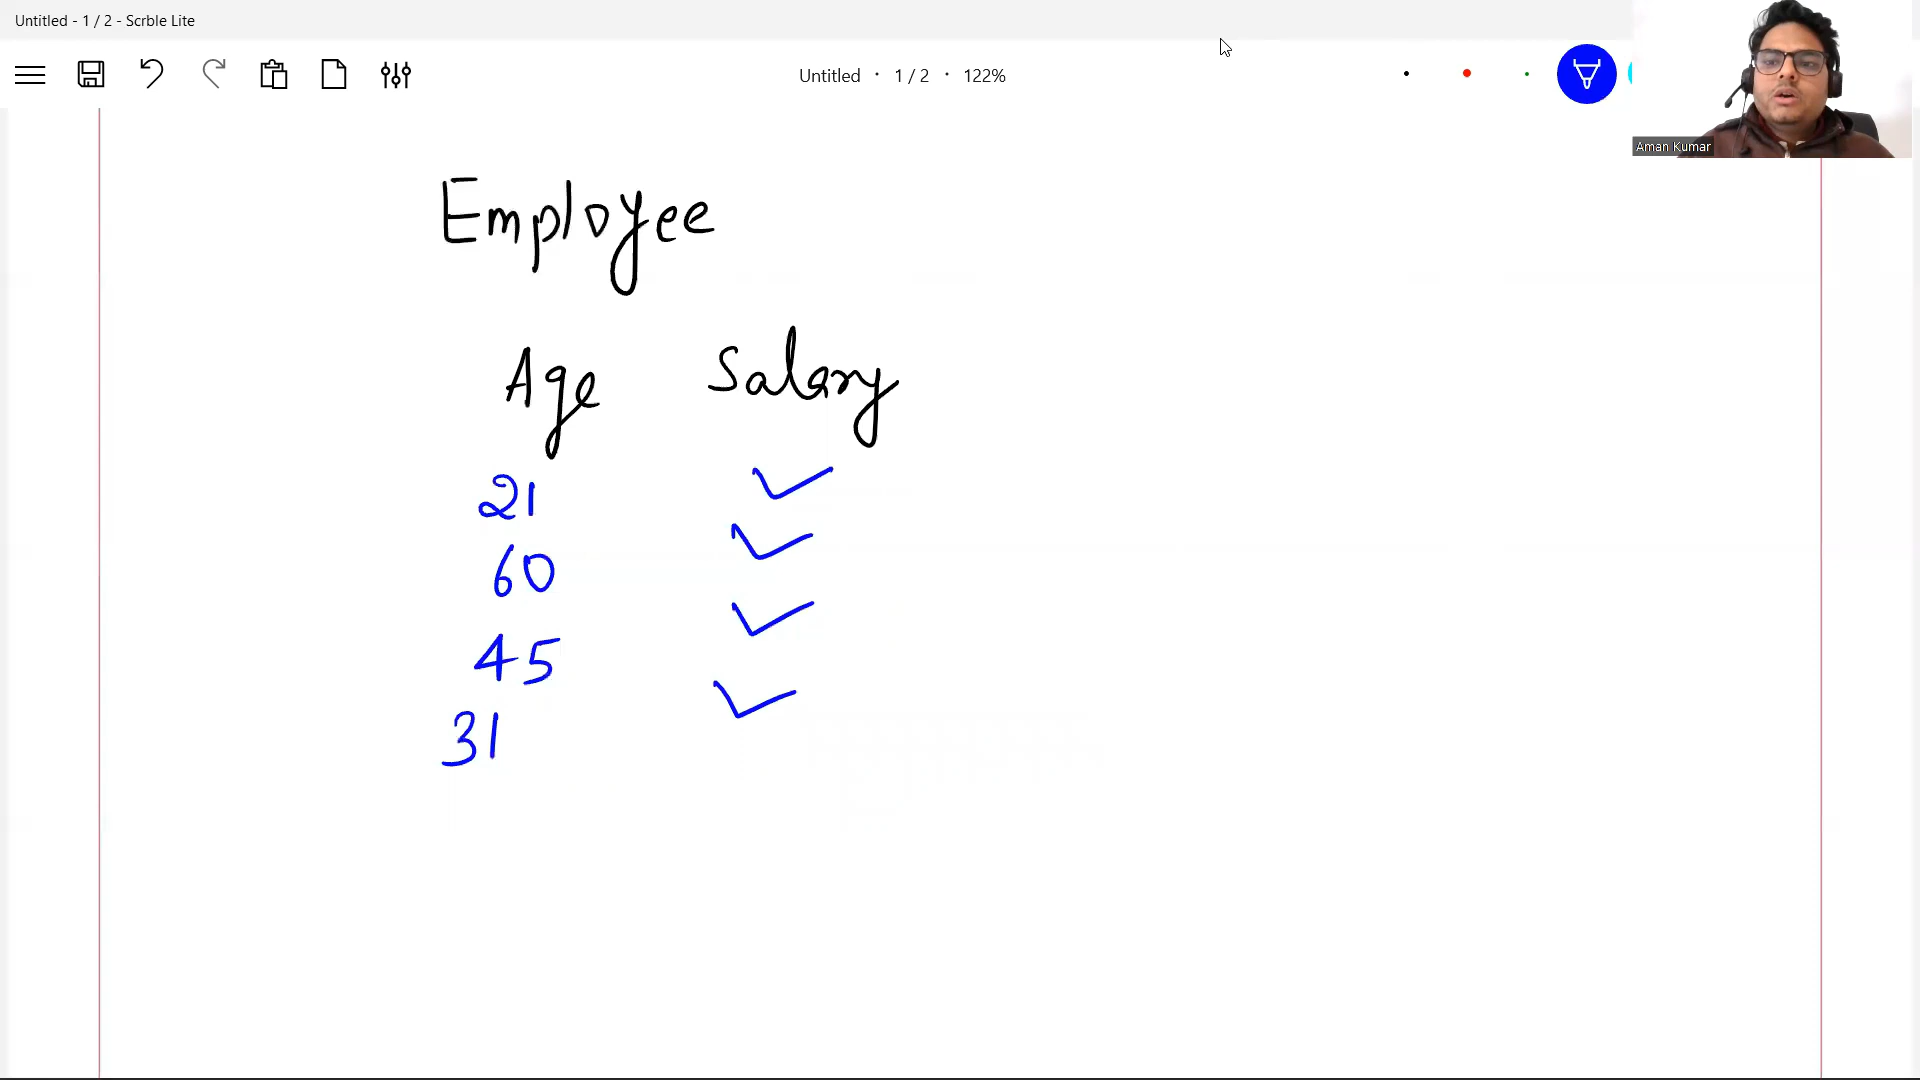 Untitled - 1 / 2 - Scrble Lite
Untitled · 1 / 2 · 122%
Aman Kumar
Employee
Age Salary
21 ✓
60 ✓
45 ✓
31 ✓